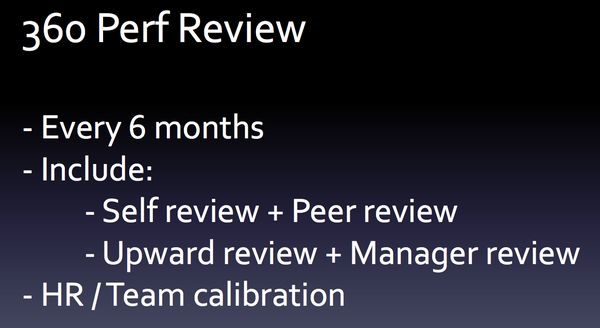 360 Perf Review
- Every 6 months
- Include:
- Self review + Peer review
- Upward review + Manager review
- HR / Team calibration